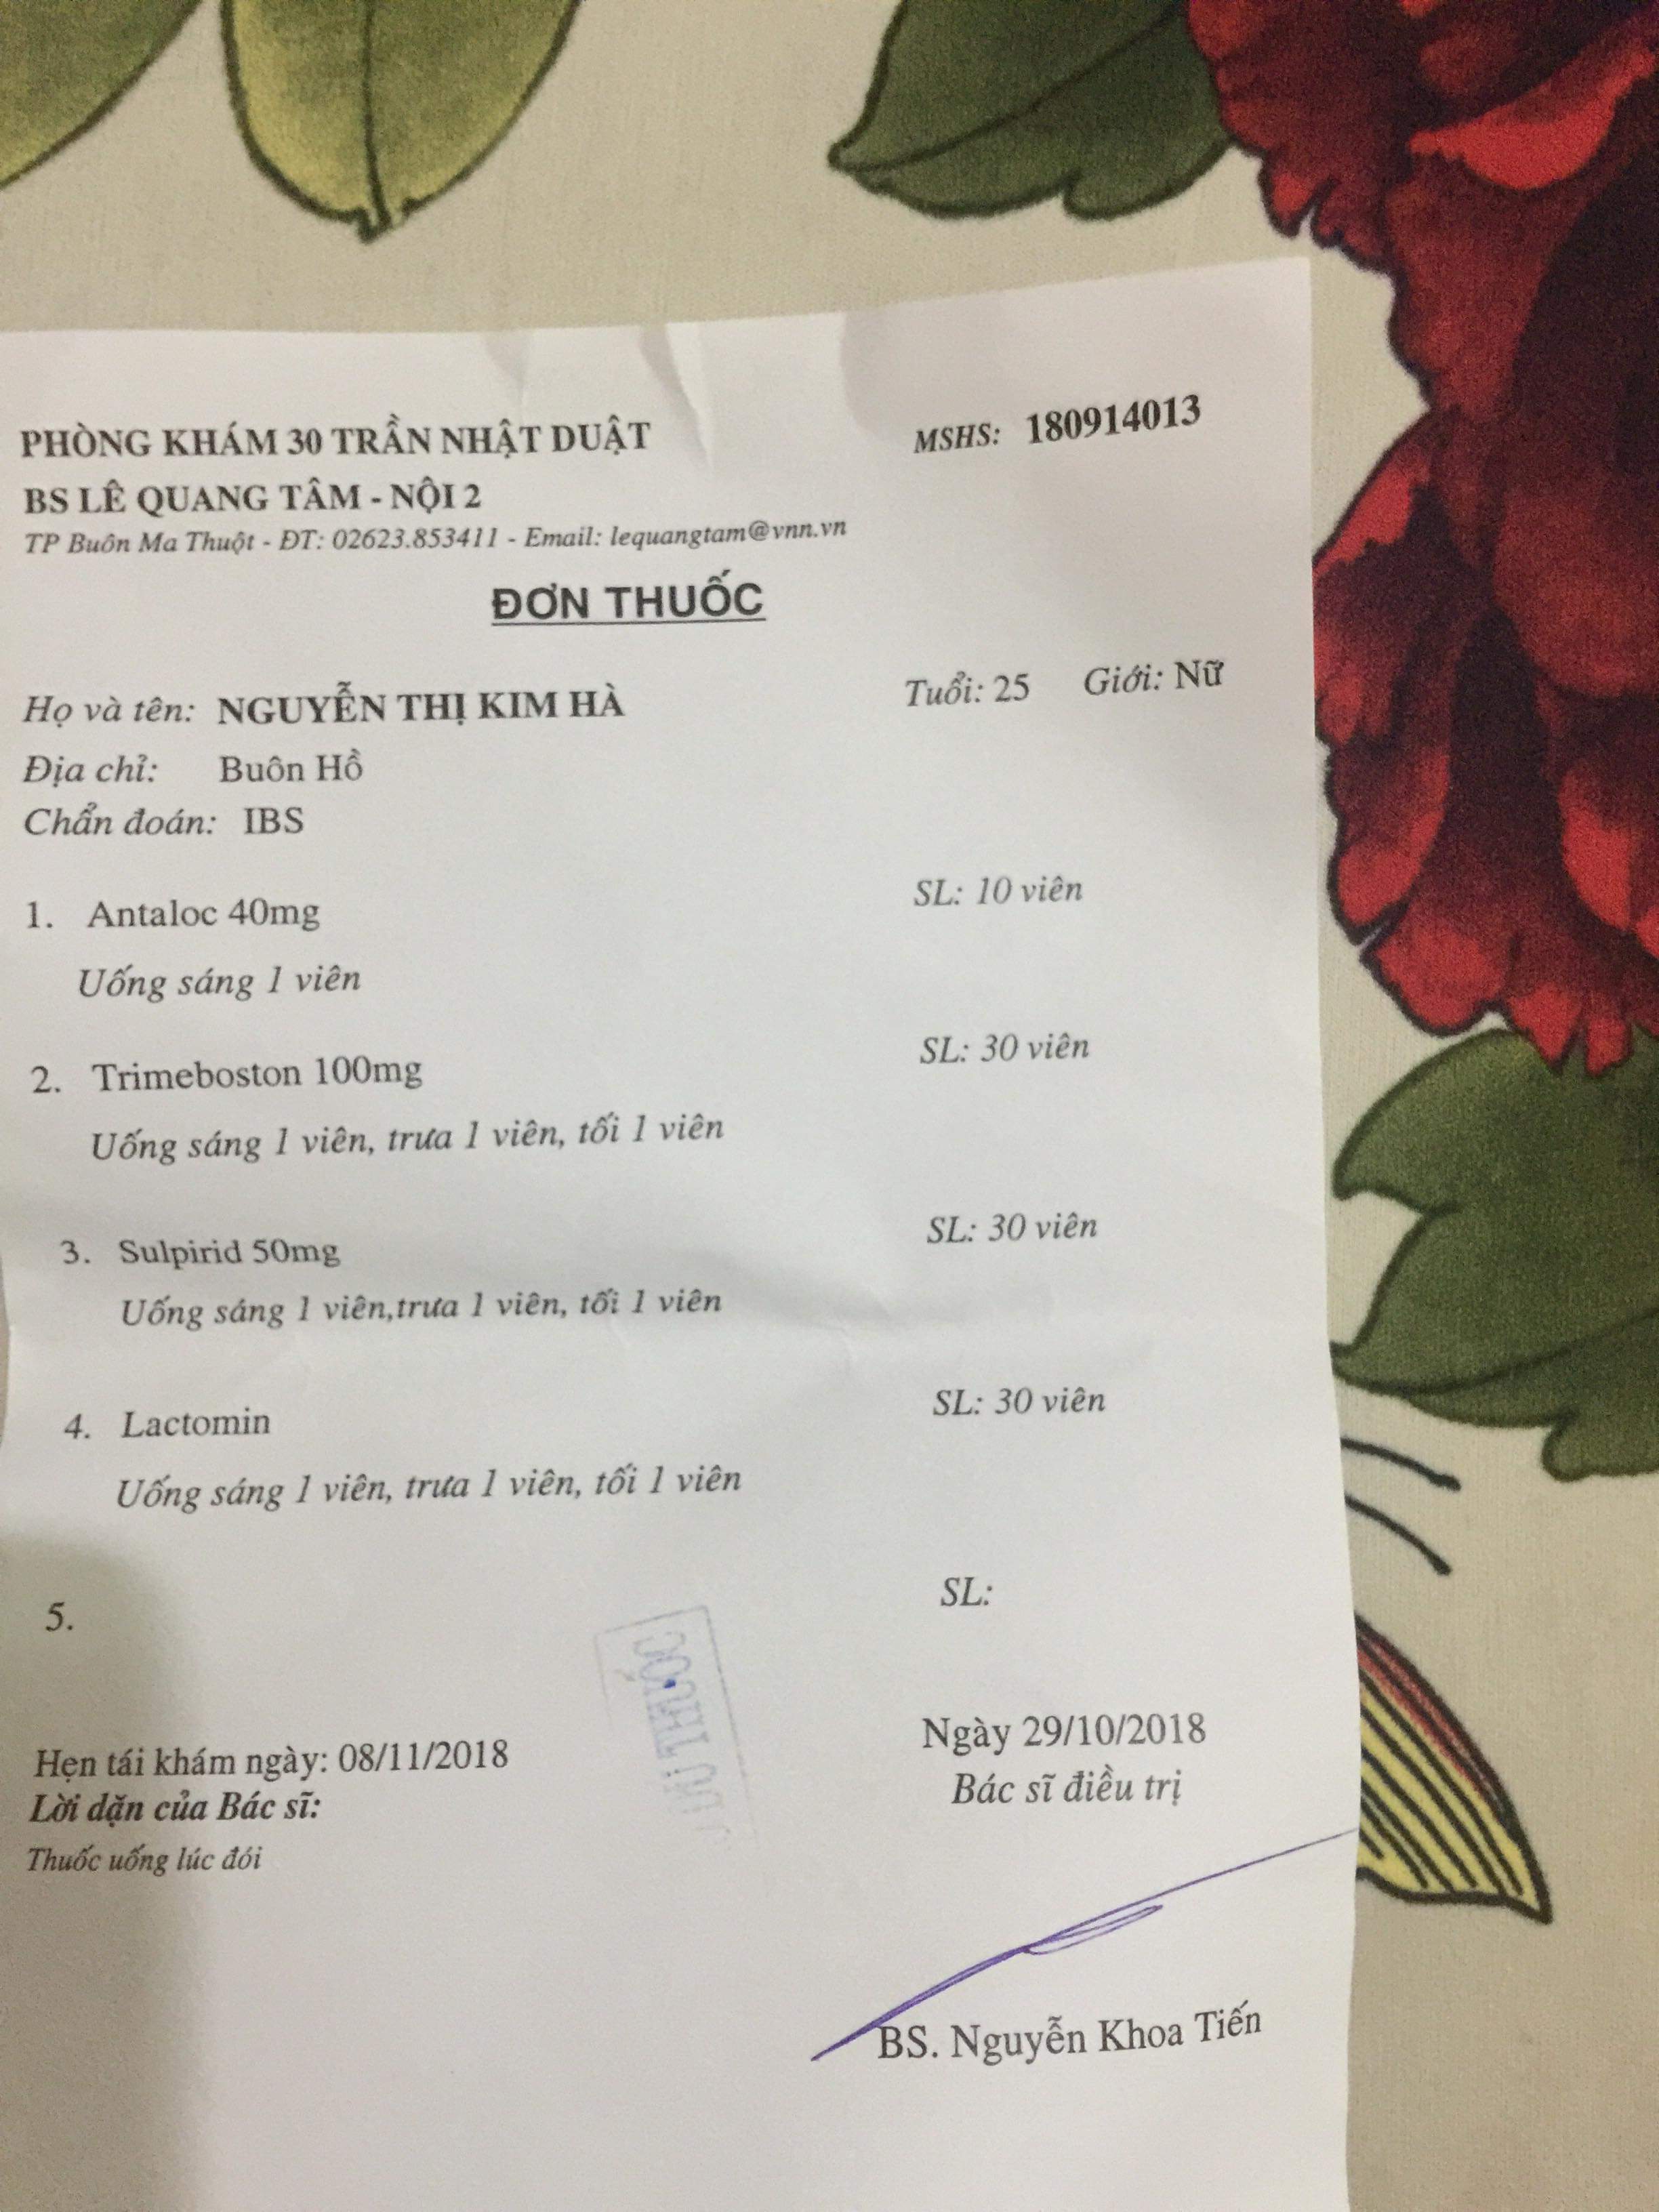 PHÒNG KHÁM 30 TRẦN NHẬT DUẬT
MSHS: 180914013
BS LÊ QUANG TÂM - NỘI 2
TP Buôn Ma Thuột - ĐT: 02623.853411 - Email: lequangtam@vnn.vn
ĐƠN THUỐC
Họ và tên: NGUYỄN THỊ KIM HÀ Tuổi: 25 Giới: Nữ
Địa chỉ: Buôn Hồ
Chẩn đoán: IBS
1. Antaloc 40mg SL: 10 viên
Uống sáng 1 viên
2. Trimeboston 100mg SL: 30 viên
Uống sáng 1 viên, trưa 1 viên, tối 1 viên
3. Sulpirid 50mg SL: 30 viên
Uống sáng 1 viên,trưa 1 viên, tối 1 viên
4. Lactomin SL: 30 viên
Uống sáng 1 viên, trưa 1 viên, tối 1 viên
5. SL:
Hẹn tái khám ngày: 08/11/2018
Lời dặn của Bác sĩ:
Thuốc uống lúc đói
Ngày 29/10/2018
Bác sĩ điều trị
BS. Nguyễn Khoa Tiến